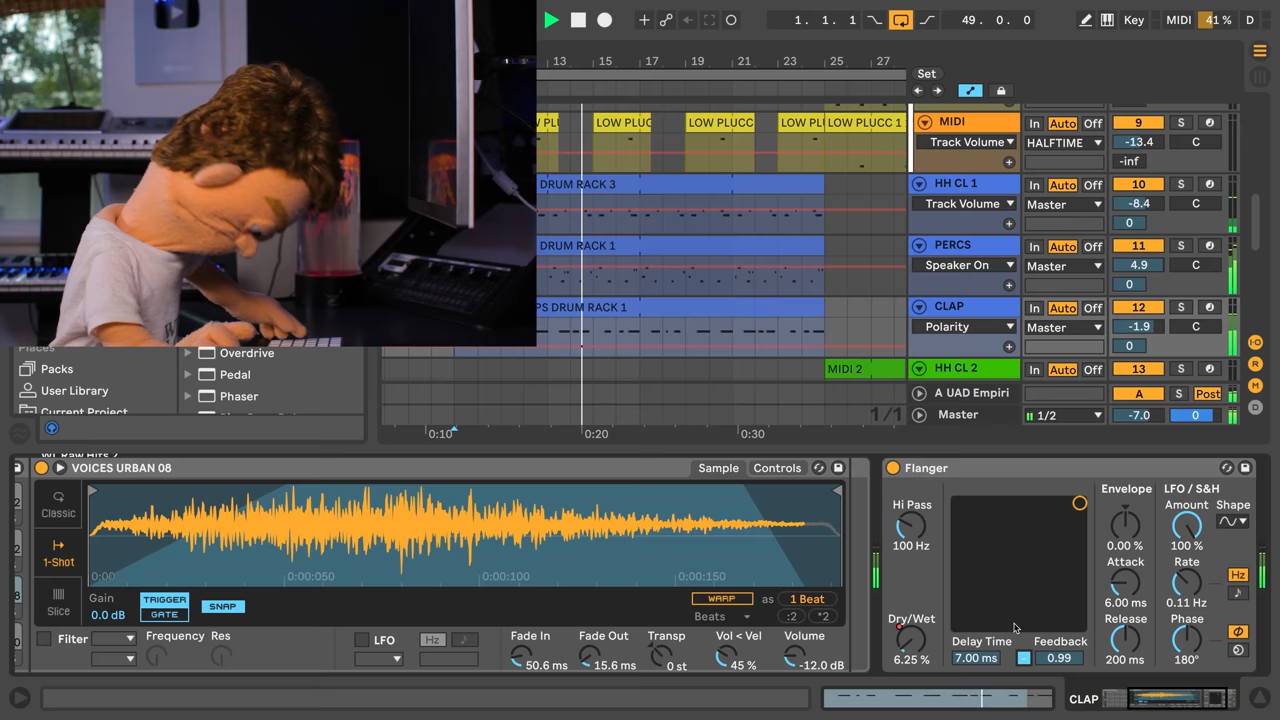 1. 1. 1
49. 0. 0
Key
MIDI
41 %
D
13 15 17 19 21 23 25 27
Set
LOW PLUCC
LOW PLUCC 1
MIDI
In Auto Off
9
S
Track Volume
HALFTIME
-13.4
C
-inf
DRUM RACK 3
HH CL 1
In Auto Off
10
S
Track Volume
Master
-8.4
C
0
DRUM RACK 1
PERCS
In Auto Off
11
S
Speaker On
Master
4.9
C
0
DRUM RACK 1
CLAP
In Auto Off
12
S
Polarity
Master
-1.9
C
0
MIDI 2
HH CL 2
In Auto Off
13
S
A UAD Empiri
A
S
Post
1/1
Master
1/2
-7.0
0
0:10
0:20
0:30
Places
Packs
User Library
Current Project
Overdrive
Pedal
Phaser
VOICES URBAN 08
Sample
Controls
Classic
1-Shot
Slice
0:00
0:00:050
0:00:100
0:00:150
Gain
0.0 dB
TRIGGER
GATE
SNAP
WARP
as
1 Beat
Beats
:2
*2
Filter
Frequency
Res
LFO
Hz
Fade In
50.6 ms
Fade Out
15.6 ms
Transp
0 st
Vol < Vel
45 %
Volume
-12.0 dB
Flanger
Hi Pass
100 Hz
Dry/Wet
6.25 %
Delay Time
7.00 ms
Feedback
0.99
Envelope
0.00 %
Attack
6.00 ms
Release
200 ms
LFO / S&H
Amount
100 %
Shape
Rate
0.11 Hz
Hz
Phase
180°
CLAP